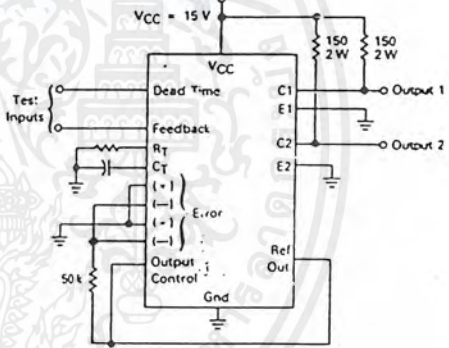 VCC = 15 V
150
2 W
150
2 W
VCC
Test
Inputs
Dead Time
Feedback
RT
CT
(+)
(—)
(-)
(—)
Error
Output
Control
50 k
C1
E1
C2
E2
Output 1
Output 2
Ref
Out
Gnd